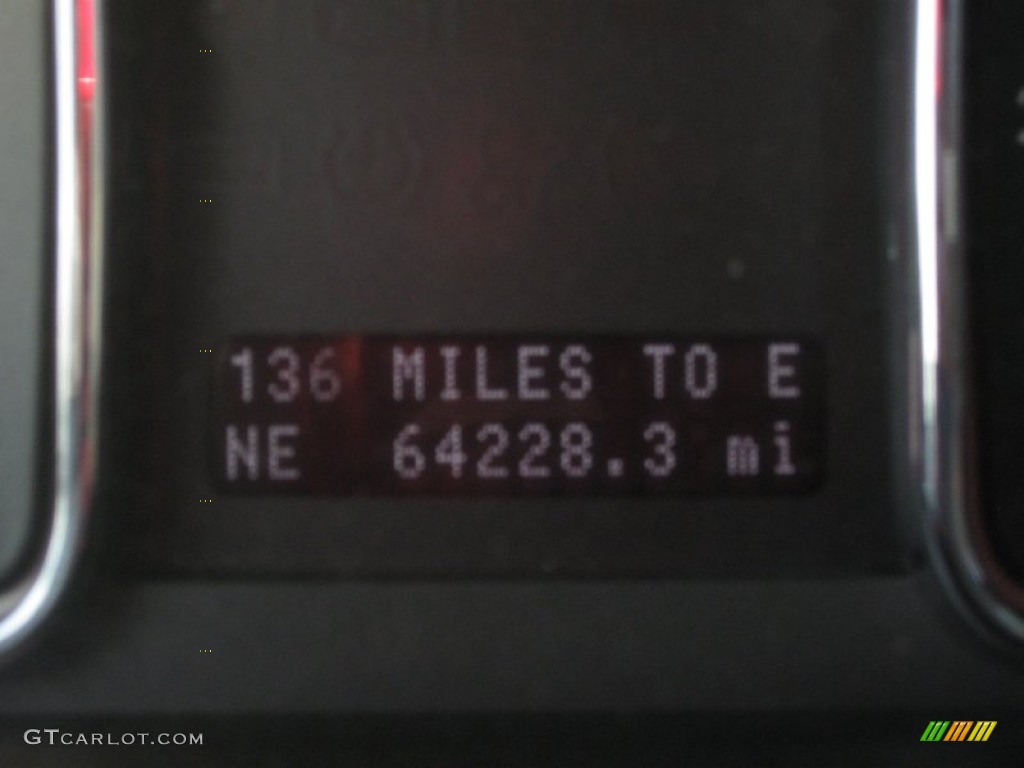 136 MILES TO E
NE 64228.3 mi
GTCARLOT.COM